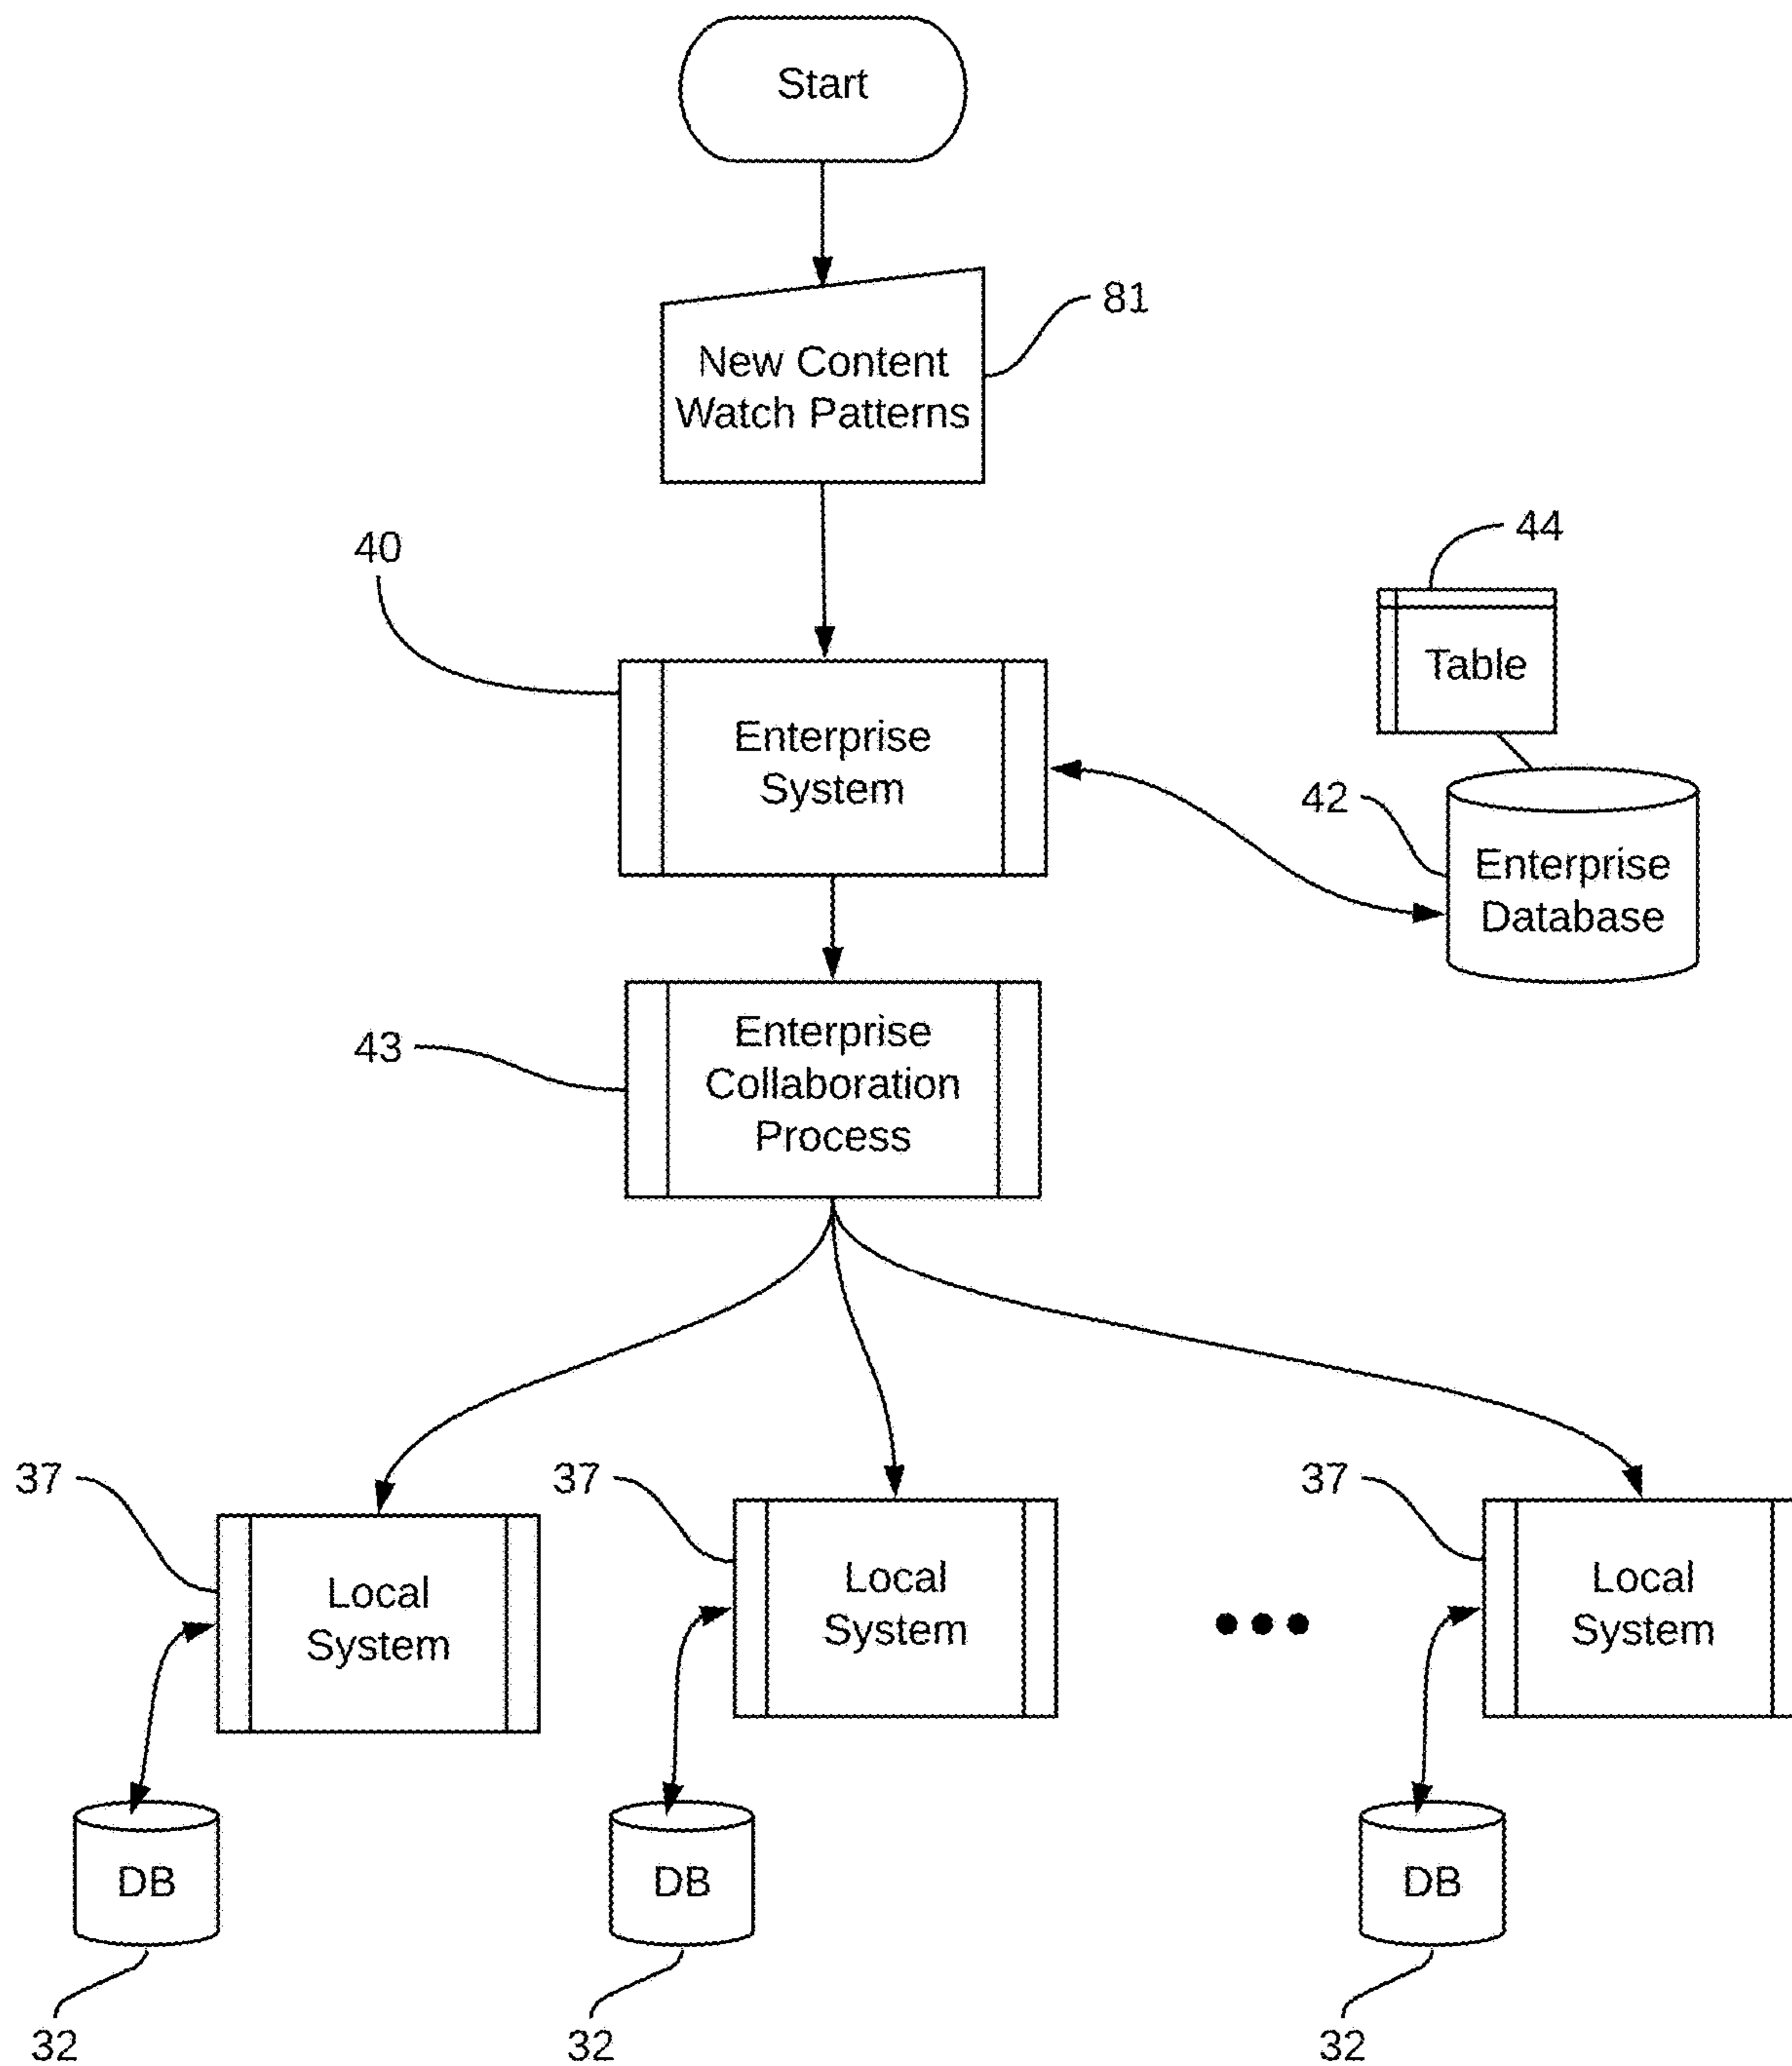 Start
81
New Content
Watch Patterns
40
44
Table
Enterprise
System
42
Enterprise
Database
43
Enterprise
Collaboration
Process
37
37
37
Local
System
Local
System
Local
System
DB
DB
DB
32
32
32